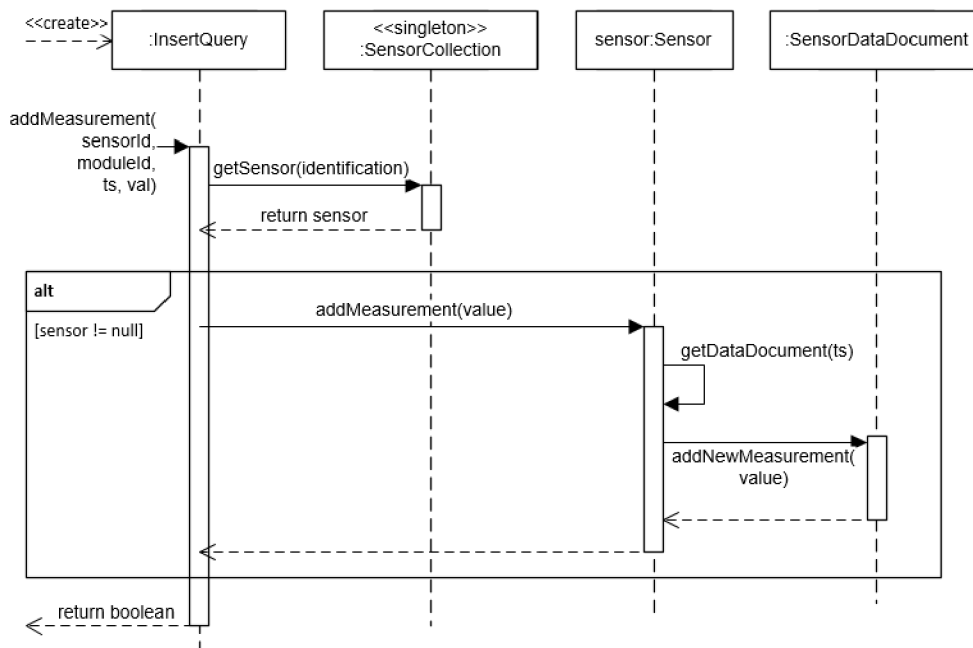 <<create>>
:InsertQuery
<<singleton>>
:SensorCollection
sensor:Sensor
:SensorDataDocument
addMeasurement(
sensorId,
moduleId,
ts, val)
getSensor(identification)
return sensor
alt
[sensor != null]
addMeasurement(value)
getDataDocument(ts)
addNewMeasurement(
value)
return boolean